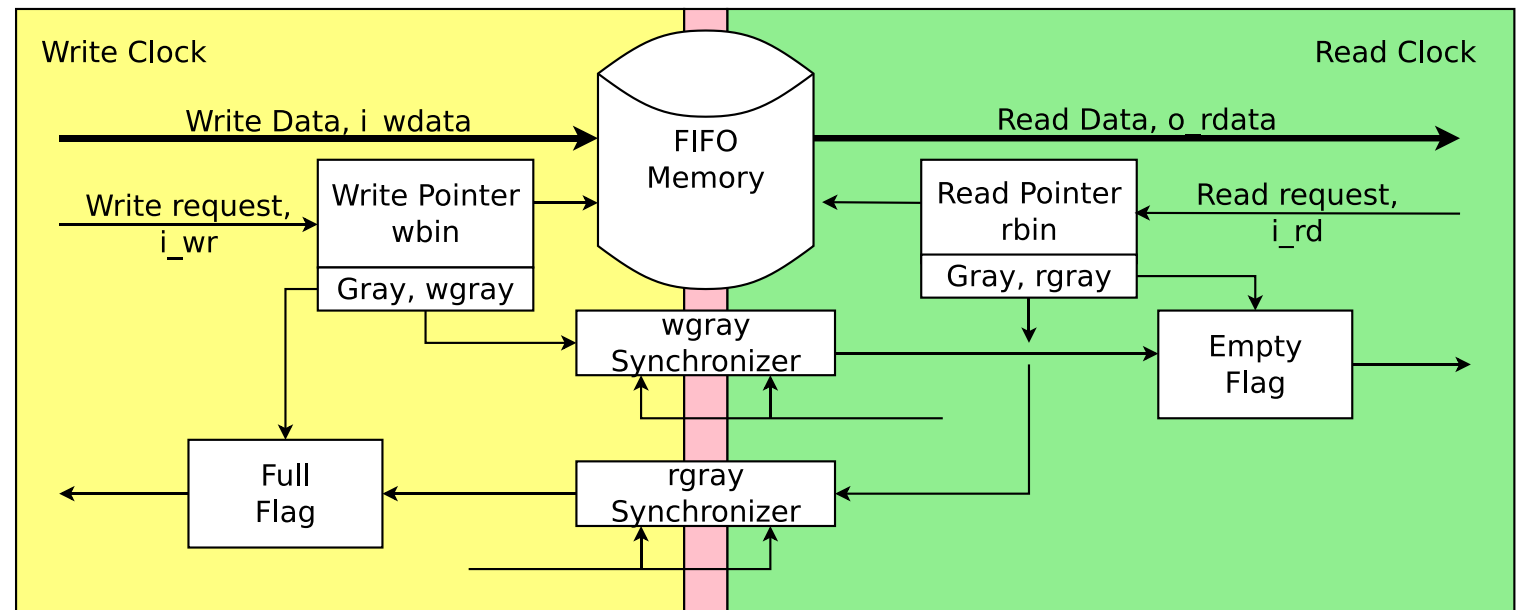 Write Clock
Read Clock
Write Data, i_wdata
FIFO
Memory
Read Data, o_rdata
Write request,
i_wr
Write Pointer
wbin
Gray, wgray
Read Pointer
rbin
Gray, rgray
Read request,
i_rd
wgray
Synchronizer
Empty
Flag
Full
Flag
rgray
Synchronizer